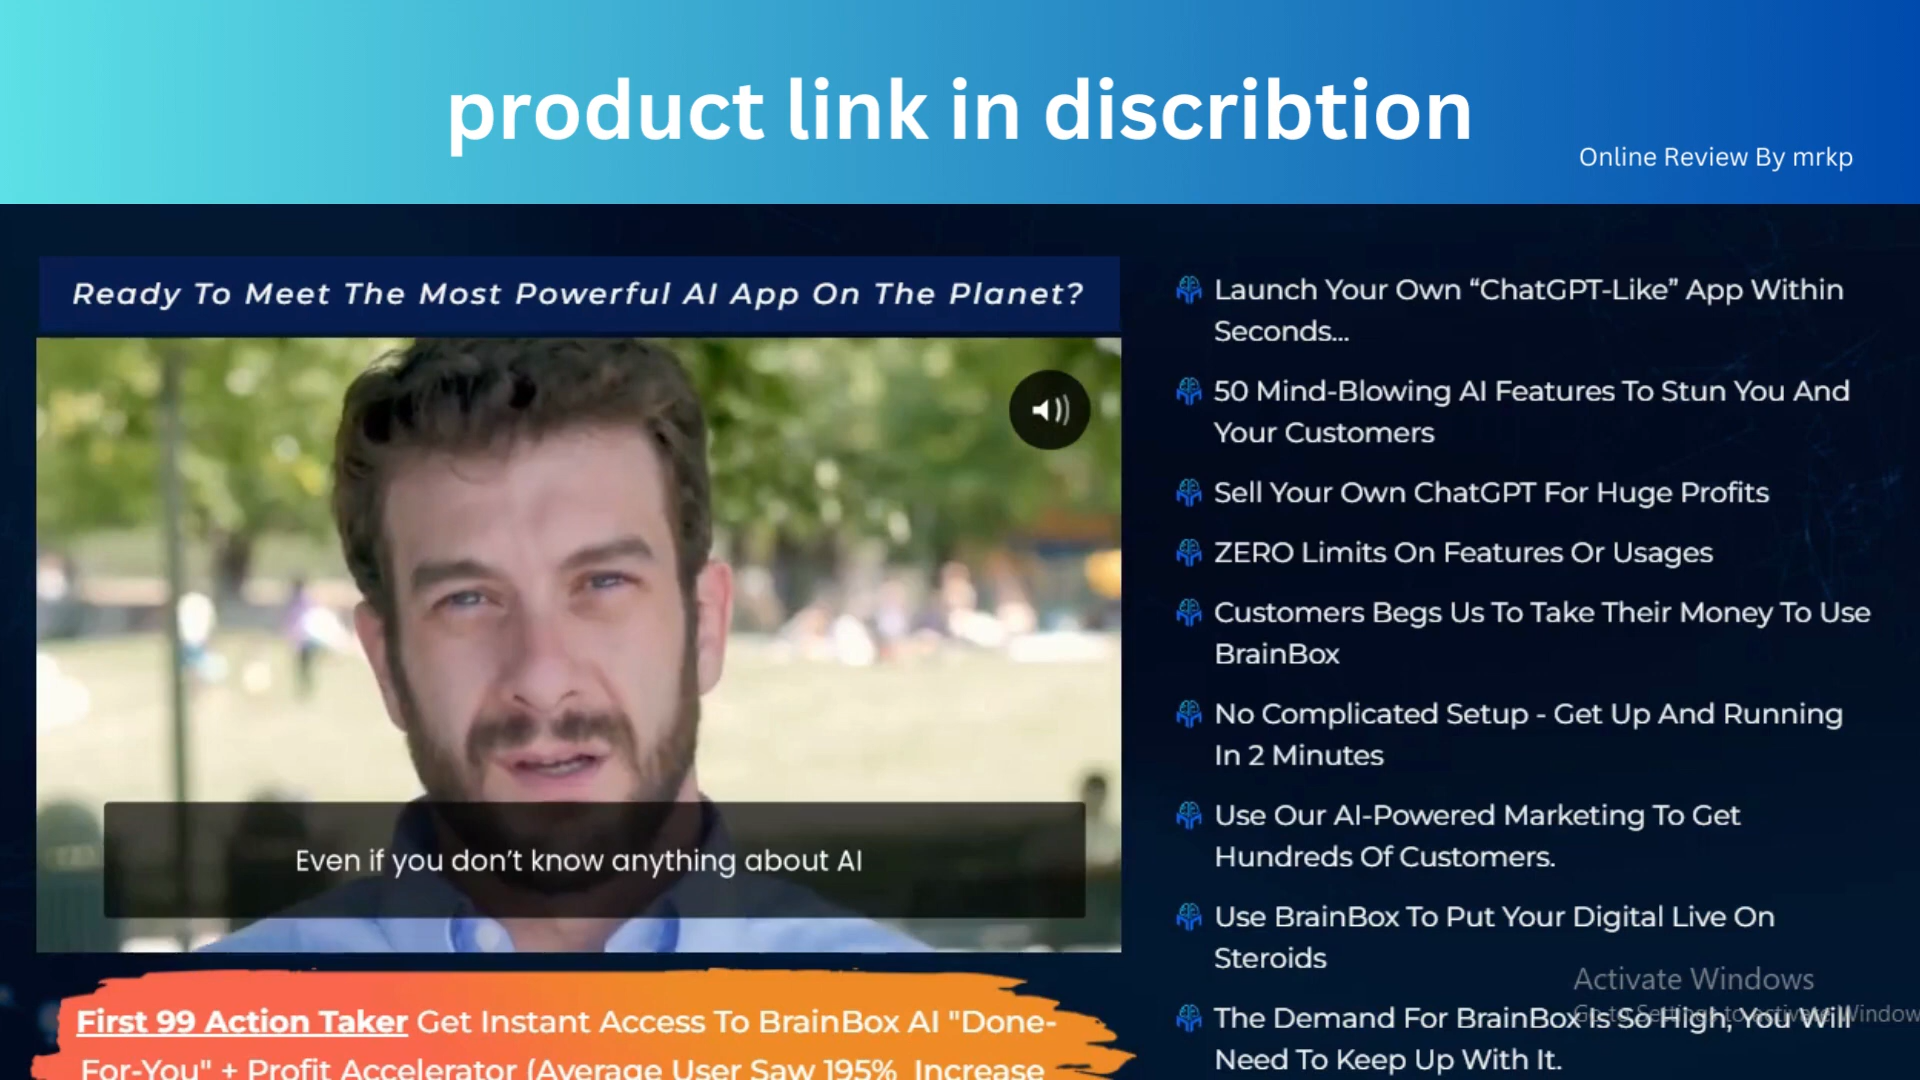 product link in discribtion
Online Review By mrkp
Ready To Meet The Most Powerful AI App On The Planet?
Even if you don’t know anything about AI
First 99 Action Taker Get Instant Access To BrainBox AI "Done-
For-You" + Profit Accelerator (Average User Saw 195% Increase
Launch Your Own “ChatGPT-Like” App Within
Seconds...
50 Mind-Blowing AI Features To Stun You And
Your Customers
Sell Your Own ChatGPT For Huge Profits
ZERO Limits On Features Or Usages
Customers Begs Us To Take Their Money To Use
BrainBox
No Complicated Setup - Get Up And Running
In 2 Minutes
Use Our AI-Powered Marketing To Get
Hundreds Of Customers.
Use BrainBox To Put Your Digital Live On
Steroids
The Demand For BrainBox Is So High, You Will
Need To Keep Up With It.
Activate Windows
Go to Settings to activate Window